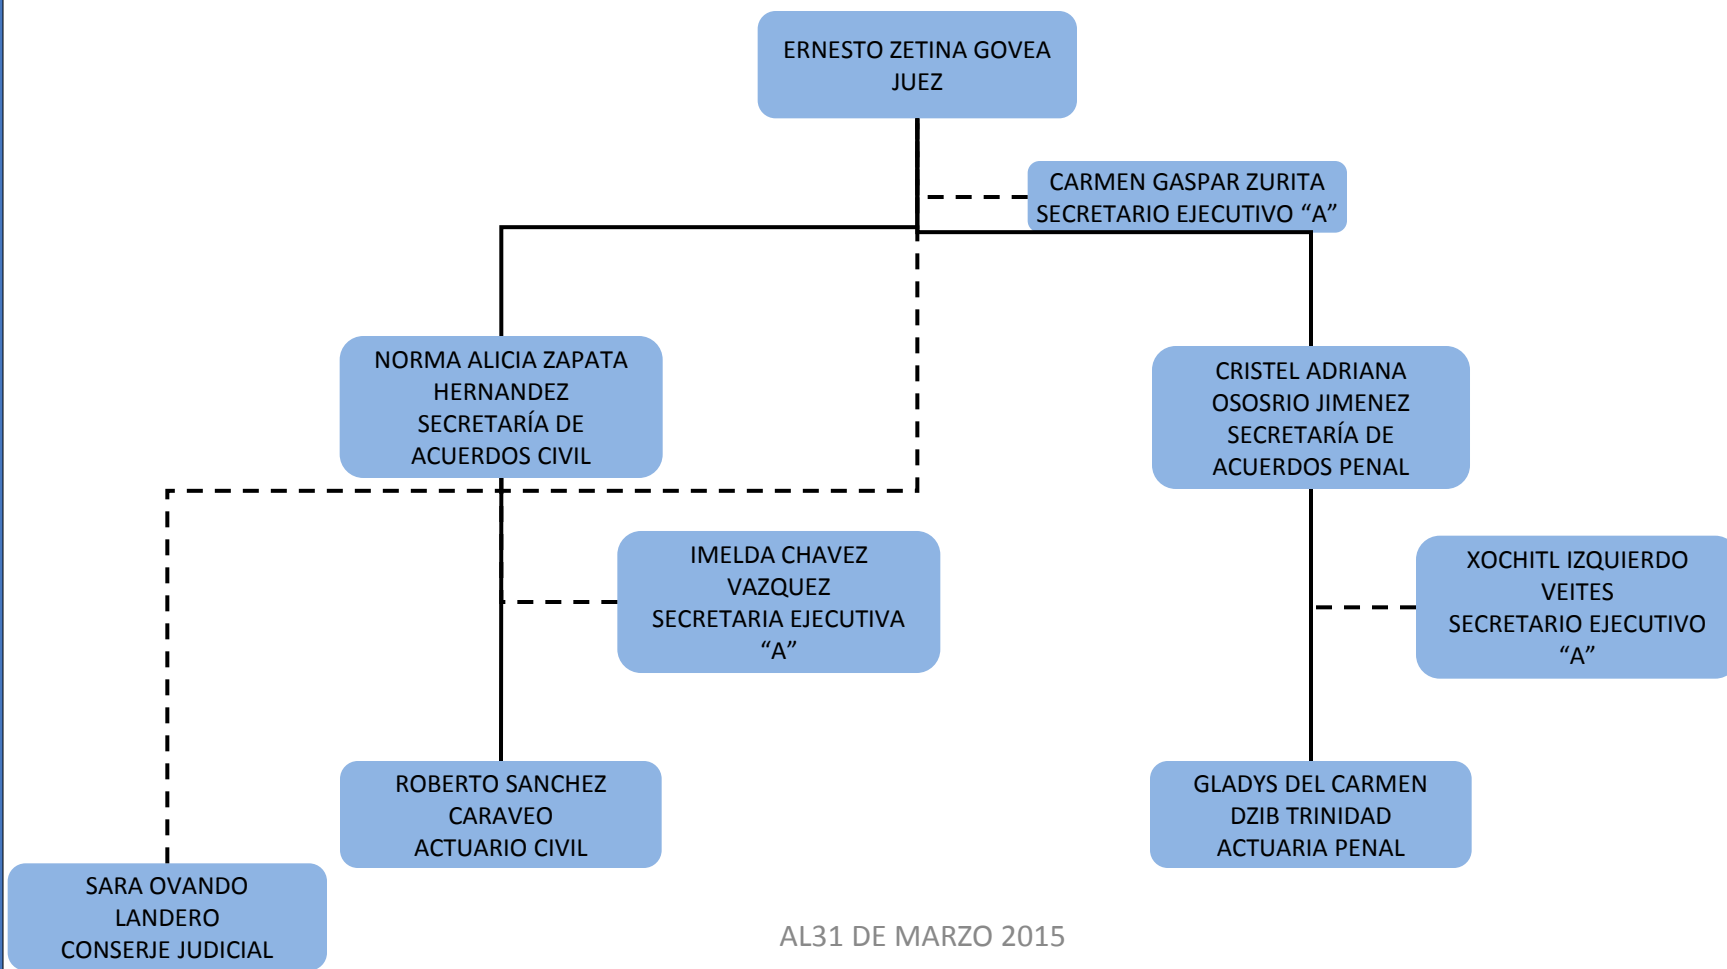 ERNESTO ZETINA GOVEA
JUEZ
CARMEN GASPAR ZURITA
SECRETARIO EJECUTIVO “A”
NORMA ALICIA ZAPATA
HERNANDEZ
SECRETARÍA DE
ACUERDOS CIVIL
CRISTEL ADRIANA
OSOSRIO JIMENEZ
SECRETARÍA DE
ACUERDOS PENAL
IMELDA CHAVEZ
VAZQUEZ
SECRETARIA EJECUTIVA
“A”
XOCHITL IZQUIERDO
VEITES
SECRETARIO EJECUTIVO
“A”
ROBERTO SANCHEZ
CARAVEO
ACTUARIO CIVIL
GLADYS DEL CARMEN
DZIB TRINIDAD
ACTUARIA PENAL
SARA OVANDO
LANDERO
CONSERJE JUDICIAL
AL31 DE MARZO 2015